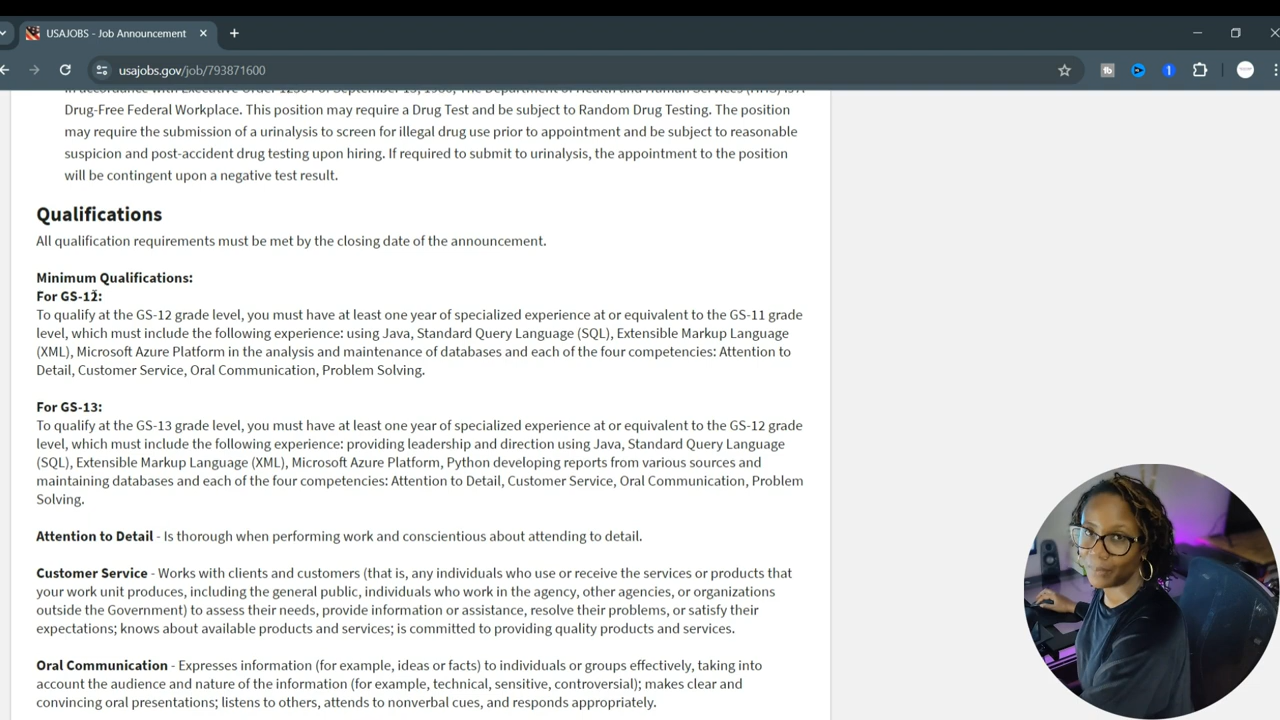 USAJOBS - Job Announcement
usajobs.gov/job/793871600
Drug-Free Federal Workplace. This position may require a Drug Test and be subject to Random Drug Testing. The position
may require the submission of a urinalysis to screen for illegal drug use prior to appointment and be subject to reasonable
suspicion and post-accident drug testing upon hiring. If required to submit to urinalysis, the appointment to the position
will be contingent upon a negative test result.
Qualifications
All qualification requirements must be met by the closing date of the announcement.
Minimum Qualifications:
For GS-12:
To qualify at the GS-12 grade level, you must have at least one year of specialized experience at or equivalent to the GS-11 grade
level, which must include the following experience: using Java, Standard Query Language (SQL), Extensible Markup Language
(XML), Microsoft Azure Platform in the analysis and maintenance of databases and each of the four competencies: Attention to
Detail, Customer Service, Oral Communication, Problem Solving.
For GS-13:
To qualify at the GS-13 grade level, you must have at least one year of specialized experience at or equivalent to the GS-12 grade
level, which must include the following experience: providing leadership and direction using Java, Standard Query Language
(SQL), Extensible Markup Language (XML), Microsoft Azure Platform, Python developing reports from various sources and
maintaining databases and each of the four competencies: Attention to Detail, Customer Service, Oral Communication, Problem
Solving.
Attention to Detail - Is thorough when performing work and conscientious about attending to detail.
Customer Service - Works with clients and customers (that is, any individuals who use or receive the services or products that
your work unit produces, including the general public, individuals who work in the agency, other agencies, or organizations
outside the Government) to assess their needs, provide information or assistance, resolve their problems, or satisfy their
expectations; knows about available products and services; is committed to providing quality products and services.
Oral Communication - Expresses information (for example, ideas or facts) to individuals or groups effectively, taking into
account the audience and nature of the information (for example, technical, sensitive, controversial); makes clear and
convincing oral presentations; listens to others, attends to nonverbal cues, and responds appropriately.